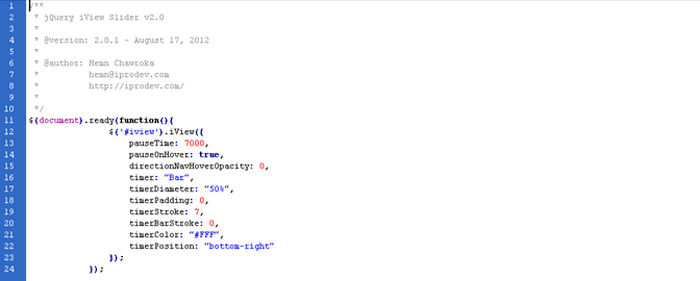 1 /**
2 * jQuery iView Slider v2.0
3 *
4 * @version: 2.0.1 - August 17, 2012
5 *
6 * @author: Hemn Chawroka
7 * hemn@iprodev.com
8 * http://iprodev.com/
9 *
10 */
11 $(document).ready(function(){
12 $('#iview').iView({
13 pauseTime: 7000,
14 pauseOnHover: true,
15 directionNavHoverOpacity: 0,
16 timer: "Bar",
17 timerDiameter: "50%",
18 timerPadding: 0,
19 timerStroke: 7,
20 timerBarStroke: 0,
21 timerColor: "#FFF",
22 timerPosition: "bottom-right"
23 });
24 });